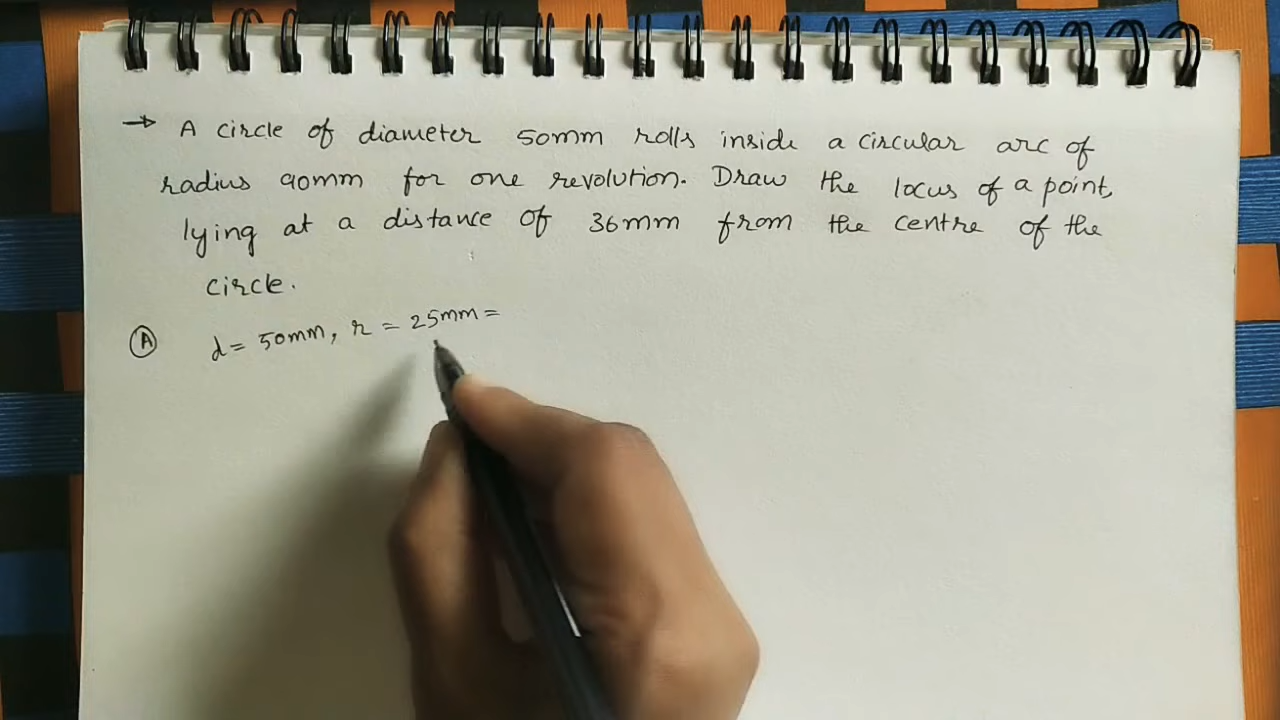 → A circle of diameter 50mm rolls inside a circular arc of
radius 90mm for one revolution. Draw the locus of a point,
lying at a distance of 36mm from the centre of the
circle.
Ⓐ d = 50mm, r = 25mm =